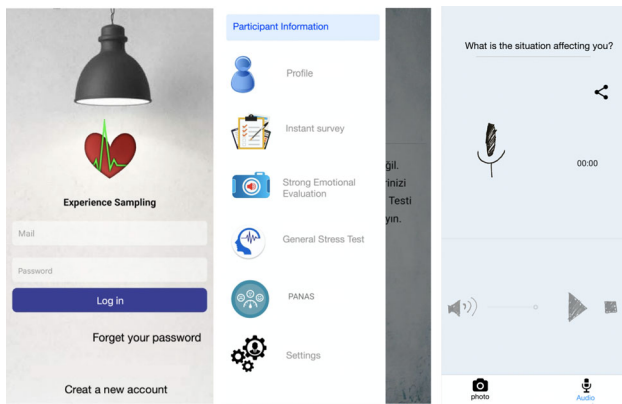 Experience Sampling
Mail
Password
Log in
Forget your password
Creat a new account
Participant Information
Profile
Instant survey
Strong Emotional
Evaluation
General Stress Test
PANAS
Settings
ğil.
rinizi
Testi
yın.
What is the situation affecting you?
00:00
photo
Audio